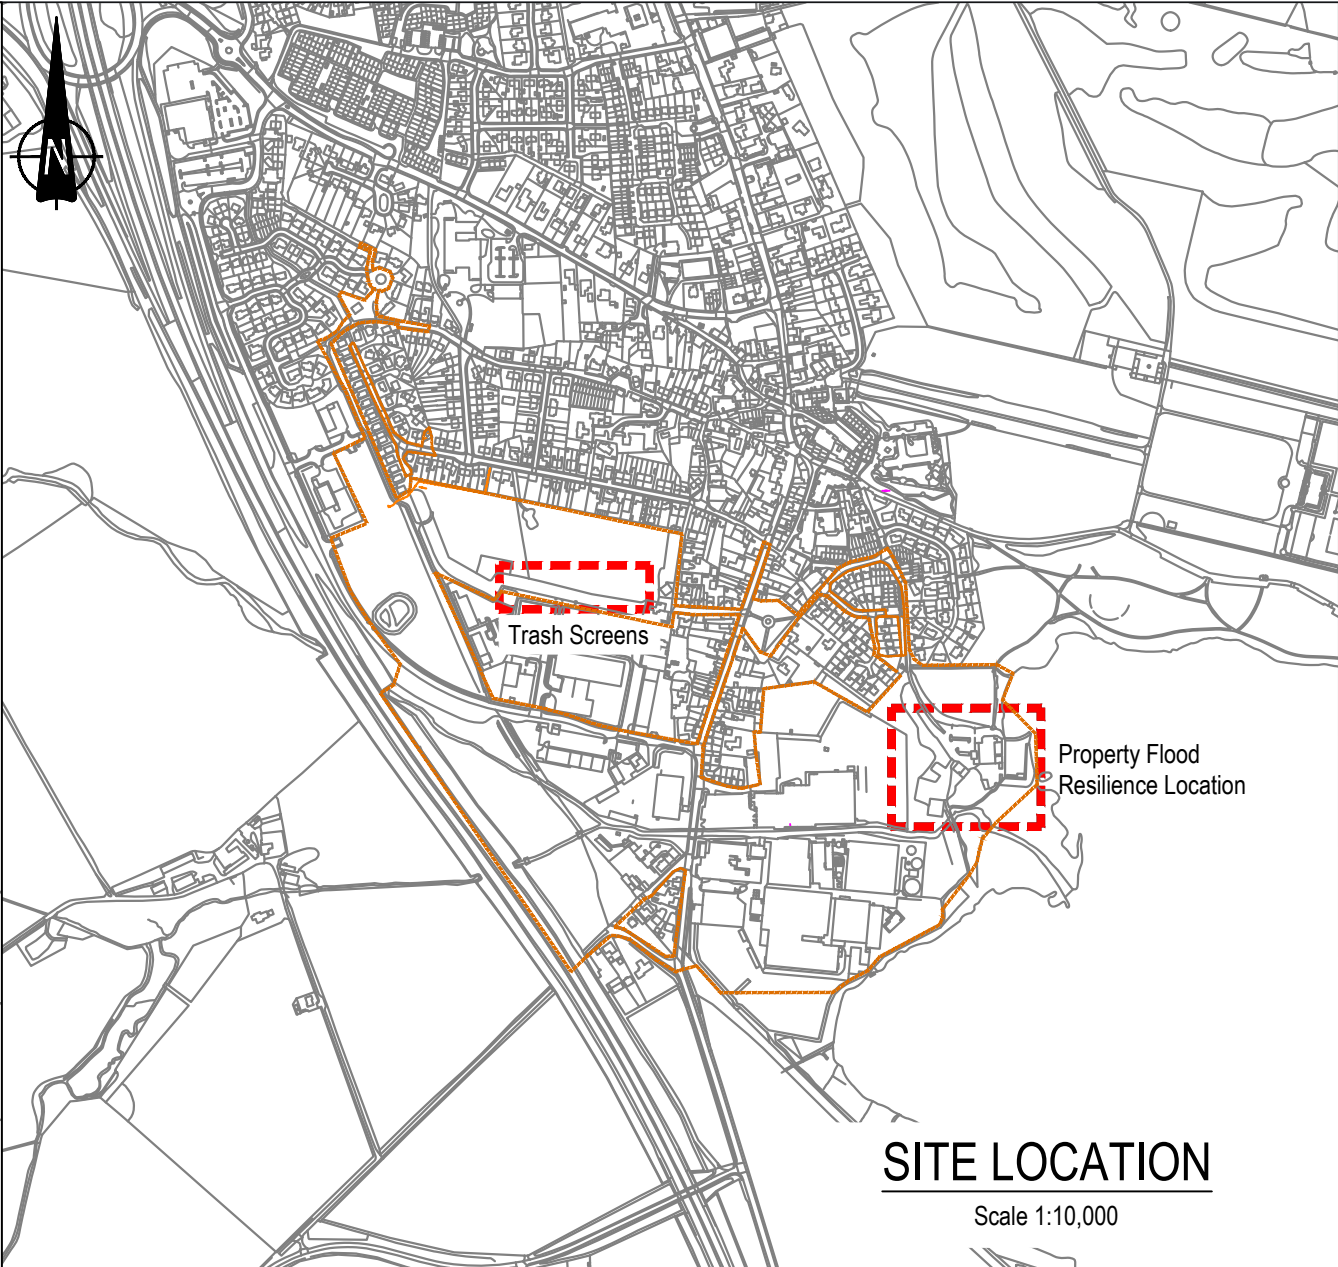 N
Trash Screens
Property Flood
Resilience Location
SITE LOCATION
Scale 1:10,000